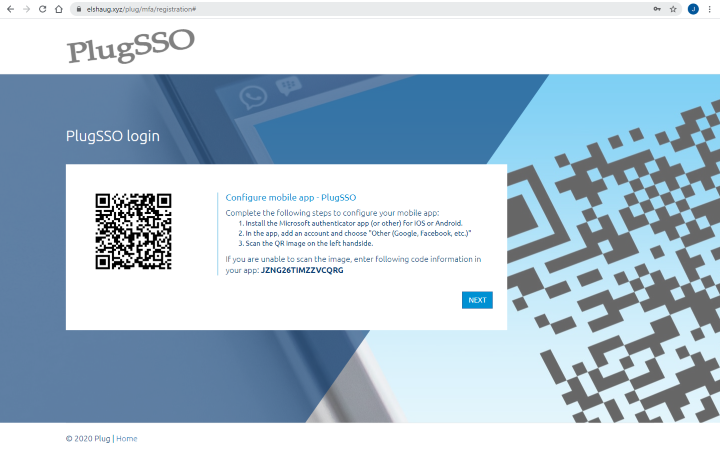 elshaug.xyz/plug/mfa/registration#
J
PlugSSO
PlugSSO login
Configure mobile app - PlugSSO
Complete the following steps to configure your mobile app:
1. Install the Microsoft authenticator app (or other) for iOS or Android.
2. In the app, add an account and choose "Other (Google, Facebook, etc.)"
3. Scan the QR image on the left handside.
If you are unable to scan the image, enter following code information in
your app: JZNG26TIMZZVCQRG
NEXT
© 2020 Plug | Home